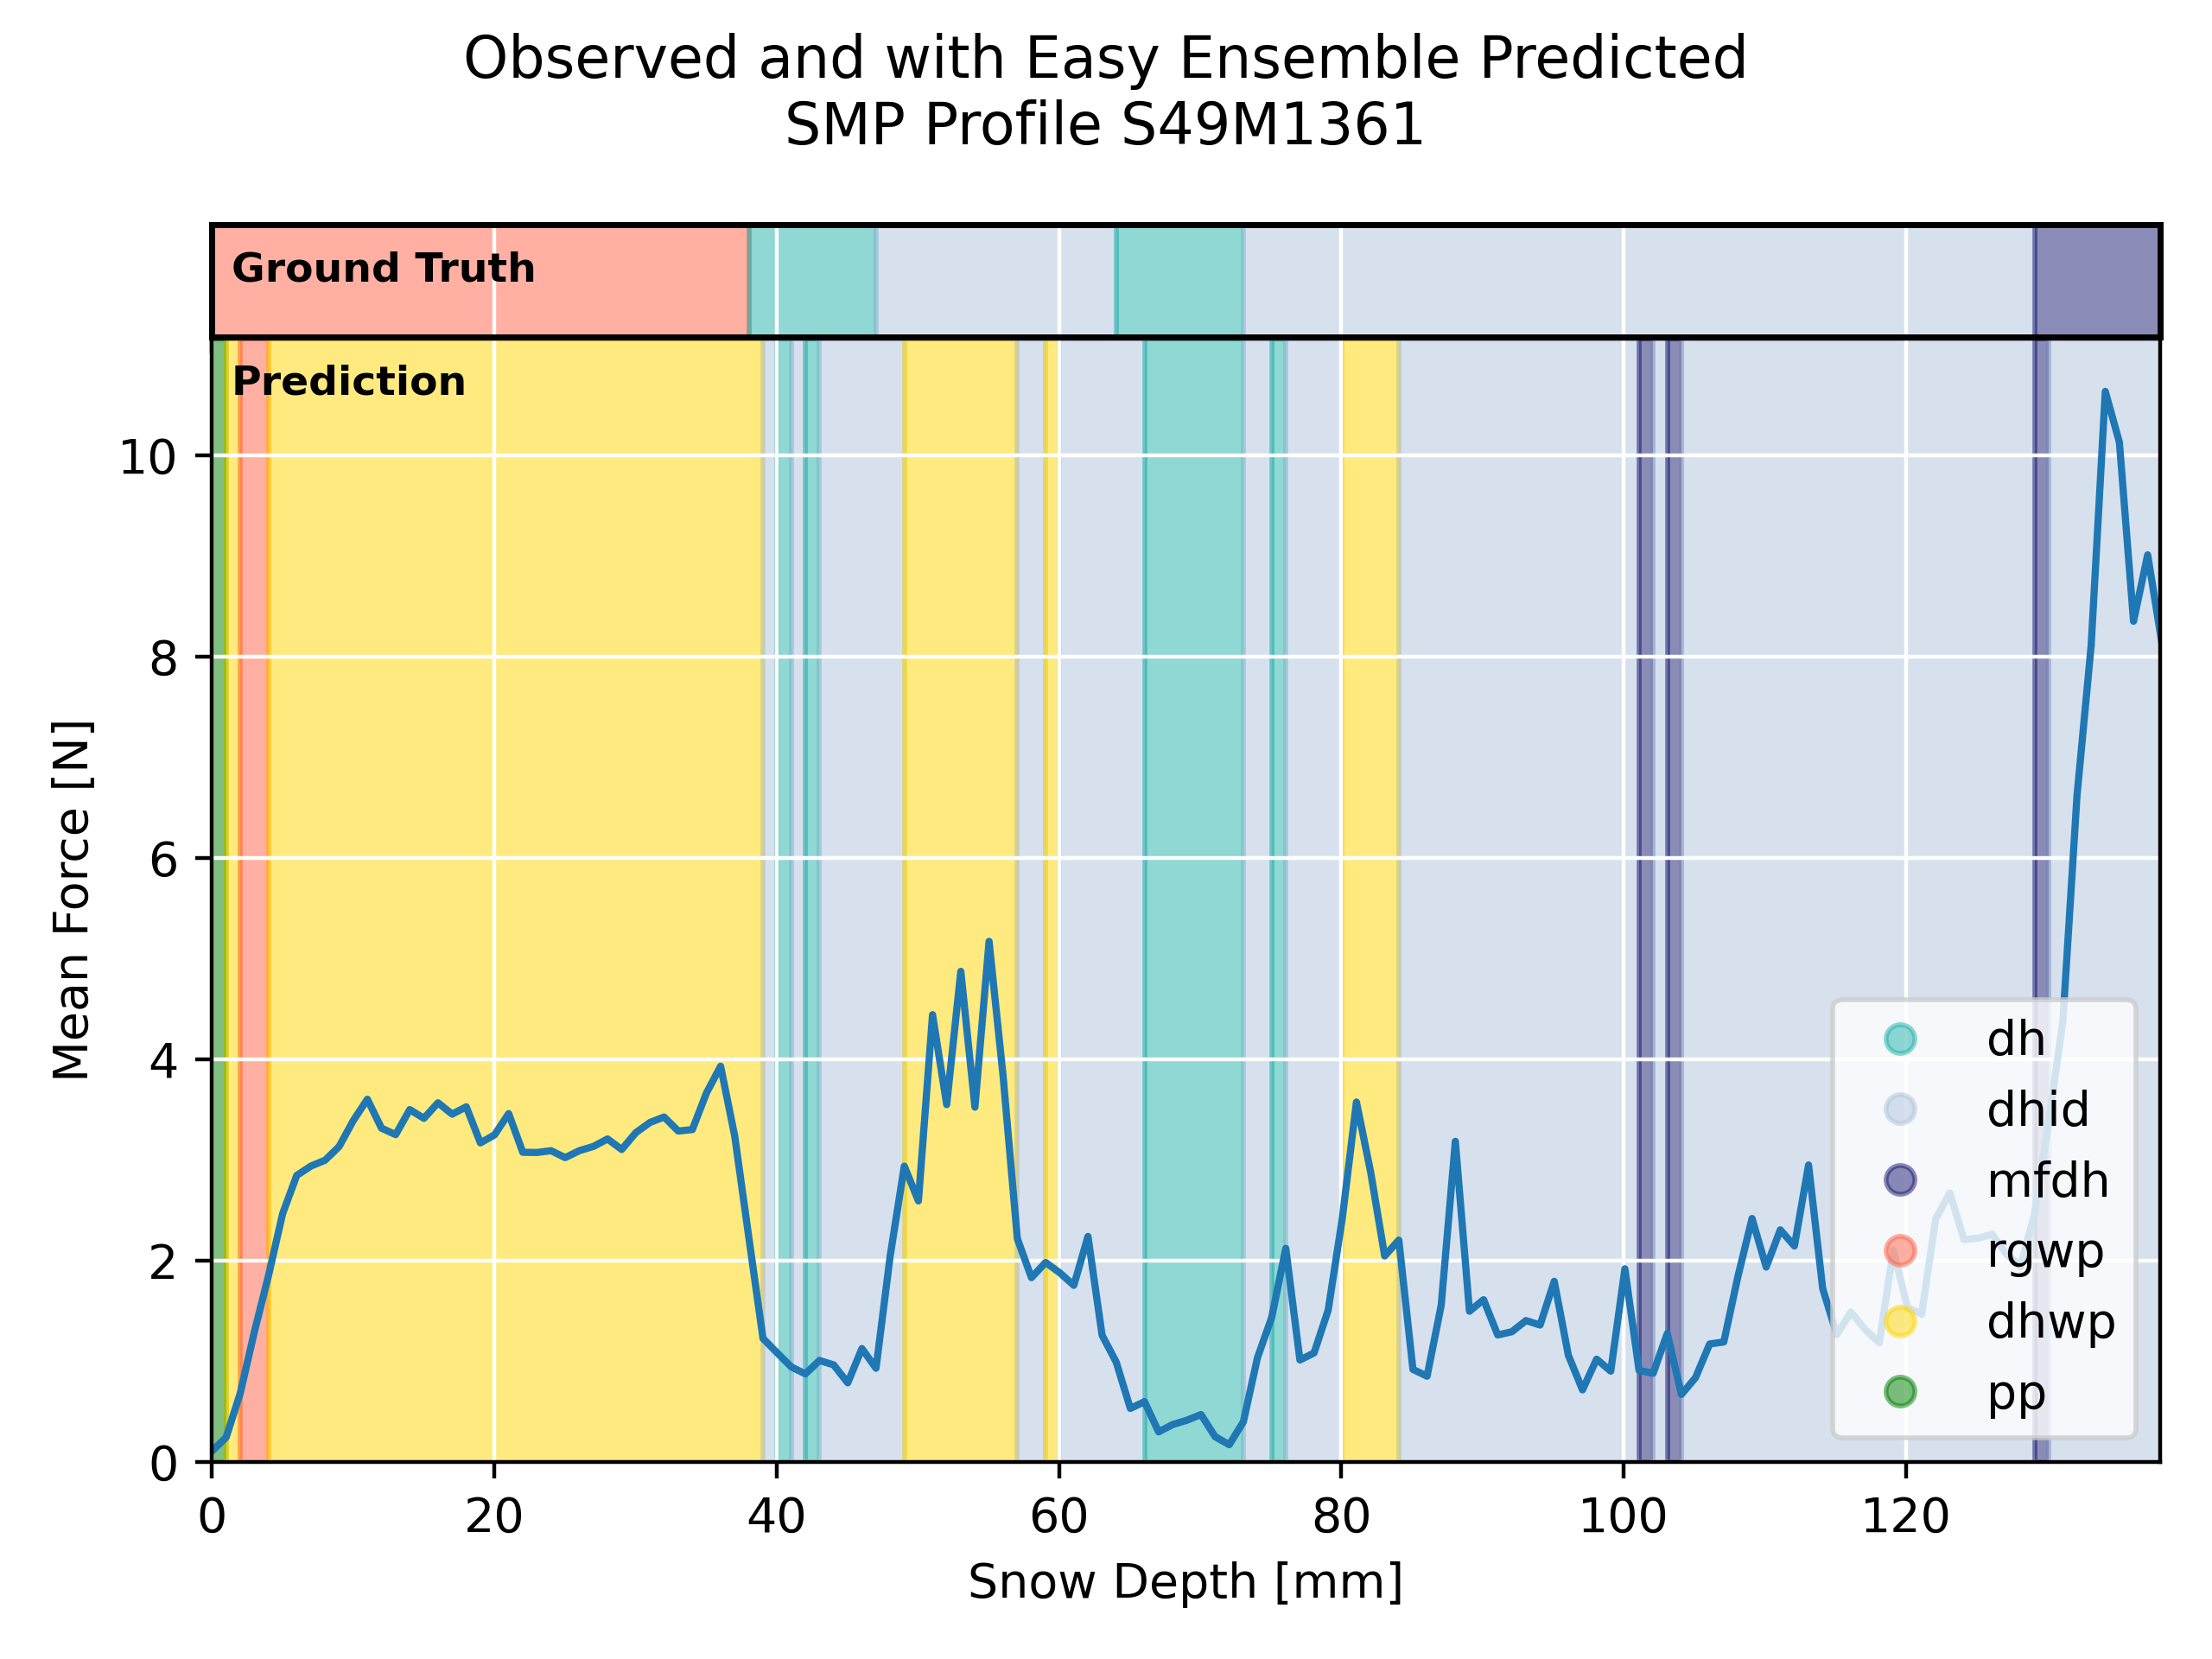 Observed and with Easy Ensemble Predicted
SMP Profile S49M1361
Ground Truth
Prediction
10
8
6
4
2
0
Mean Force [N]
dh
dhid
mfdh
rgwp
dhwp
pp
0 20 40 60 80 100 120
Snow Depth [mm]